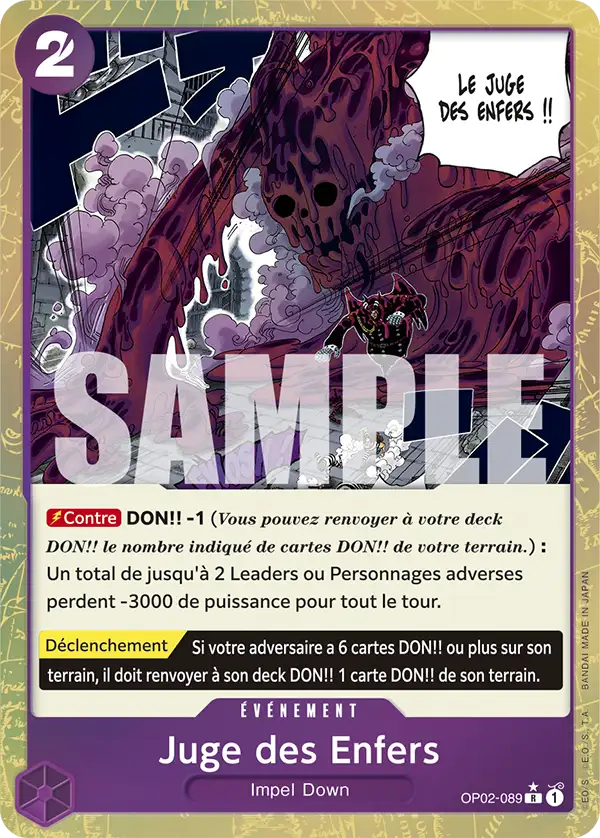 2
LE JUGE
DES ENFERS !!
SAMPLE
Contre DON!! -1 (Vous pouvez renvoyer à votre deck
DON!! le nombre indiqué de cartes DON!! de votre terrain.) :
Un total de jusqu'à 2 Leaders ou Personnages adverses
perdent -3000 de puissance pour tout le tour.
Déclenchement Si votre adversaire a 6 cartes DON!! ou plus sur son
terrain, il doit renvoyer à son deck DON!! 1 carte DON!! de son terrain.
ÉVÉNEMENT
Juge des Enfers
Impel Down
OP02-089 R 1
©E.O./S. ©E.O./S., T.A. BANDAI MADE IN JAPAN